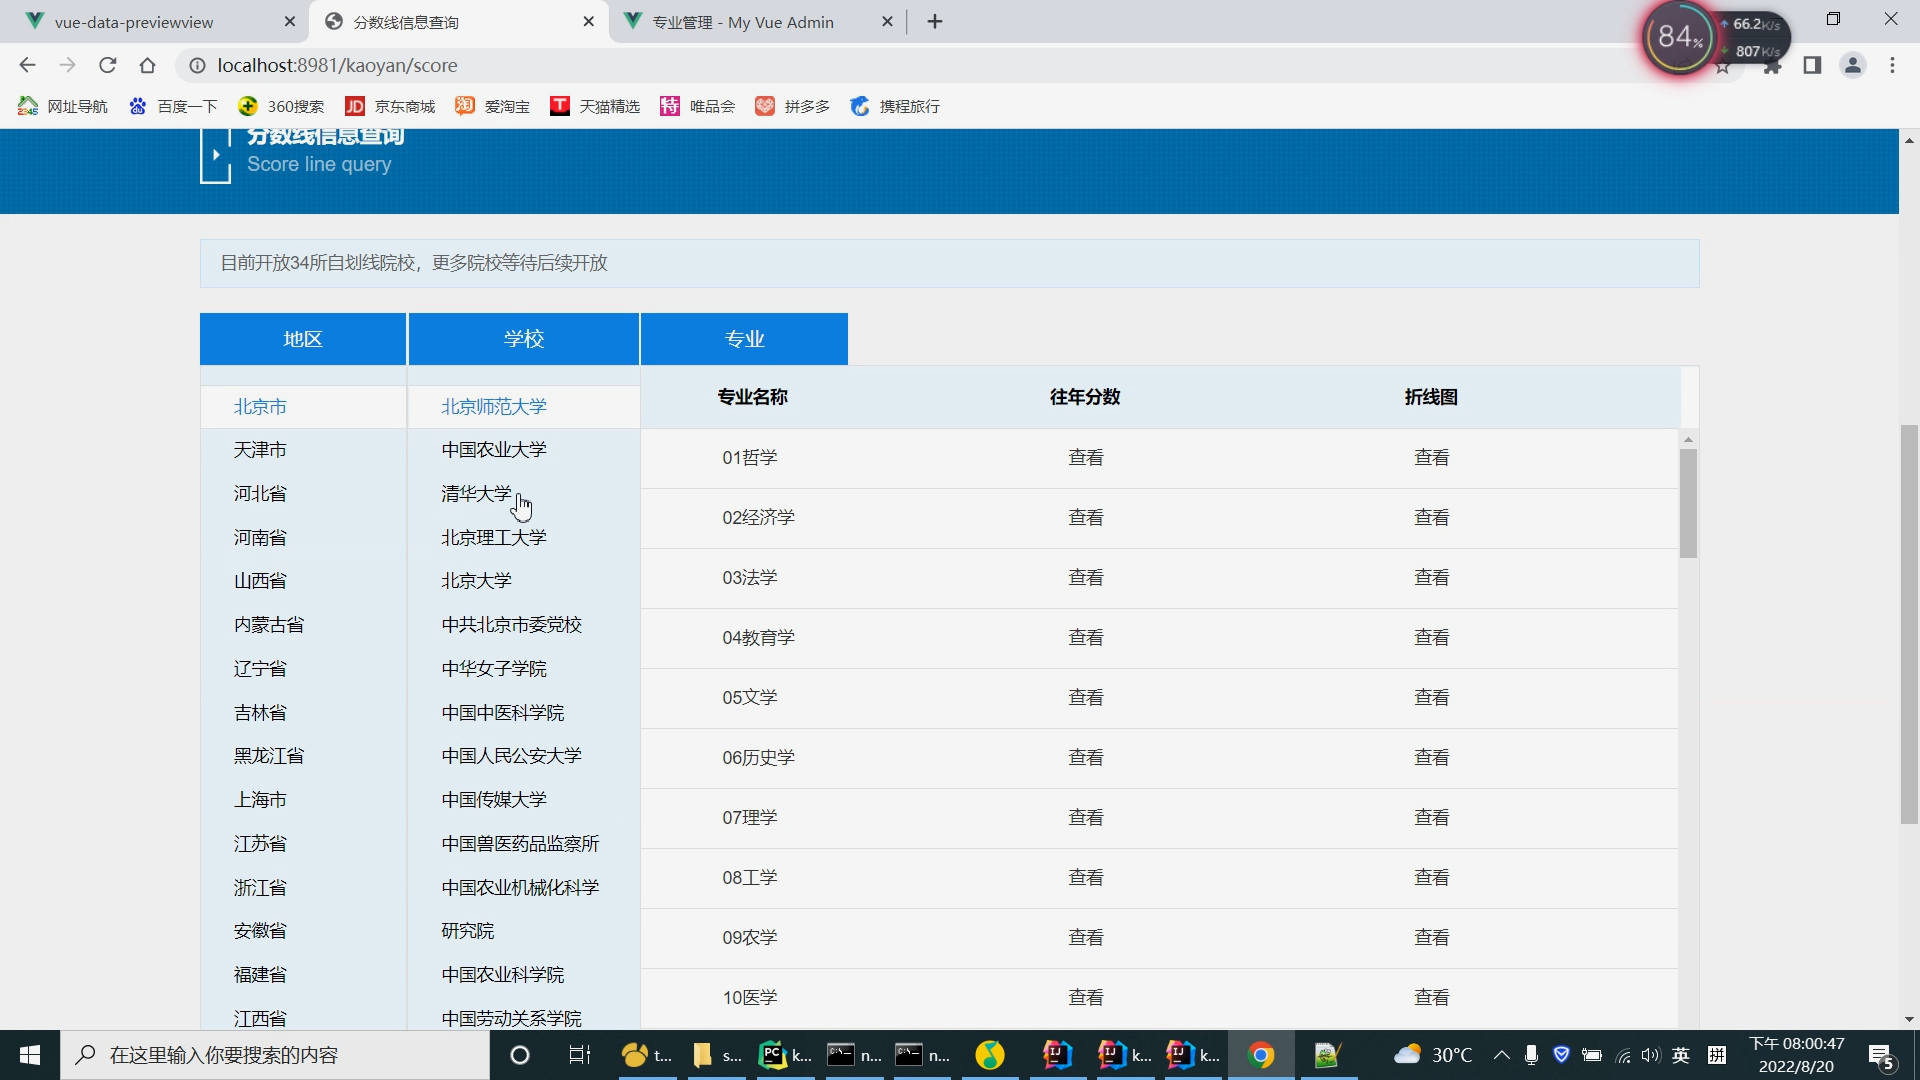 vue-data-previewview
分数线信息查询
专业管理 - My Vue Admin
84%
66.2K/s
807K/s
localhost:8981/kaoyan/score
网址导航
百度一下
360搜索
京东商城
爱淘宝
天猫精选
唯品会
拼多多
携程旅行
分数线信息查询
Score line query
目前开放34所自划线院校，更多院校等待后续开放
地区
学校
专业
专业名称
往年分数
折线图
北京市
天津市
河北省
河南省
山西省
内蒙古省
辽宁省
吉林省
黑龙江省
上海市
江苏省
浙江省
安徽省
福建省
江西省
北京师范大学
中国农业大学
清华大学
北京理工大学
北京大学
中共北京市委党校
中华女子学院
中国中医科学院
中国人民公安大学
中国传媒大学
中国兽医药品监察所
中国农业机械化科学
研究院
中国农业科学院
中国劳动关系学院
01哲学 查看 查看
02经济学 查看 查看
03法学 查看 查看
04教育学 查看 查看
05文学 查看 查看
06历史学 查看 查看
07理学 查看 查看
08工学 查看 查看
09农学 查看 查看
10医学 查看 查看
在这里输入你要搜索的内容
t...
s...
k...
n...
n...
k...
k...
30°C
英
拼
下午 08:00:47
2022/8/20
5